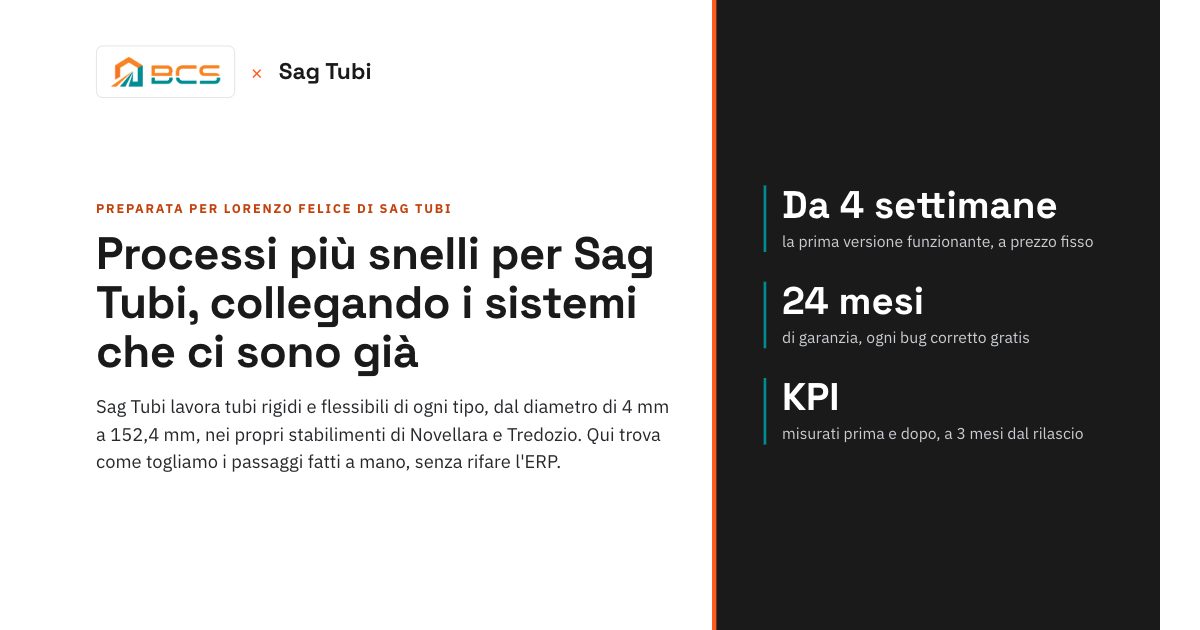 BCS × Sag Tubi
PREPARATA PER LORENZO FELICE DI SAG TUBI
Processi più snelli per Sag
Tubi, collegando i sistemi
che ci sono già
Sag Tubi lavora tubi rigidi e flessibili di ogni tipo, dal diametro di 4 mm
a 152,4 mm, nei propri stabilimenti di Novellara e Tredozio. Qui trova
come togliamo i passaggi fatti a mano, senza rifare l'ERP.
Da 4 settimane
la prima versione funzionante, a prezzo fisso
24 mesi
di garanzia, ogni bug corretto gratis
KPI
misurati prima e dopo, a 3 mesi dal rilascio